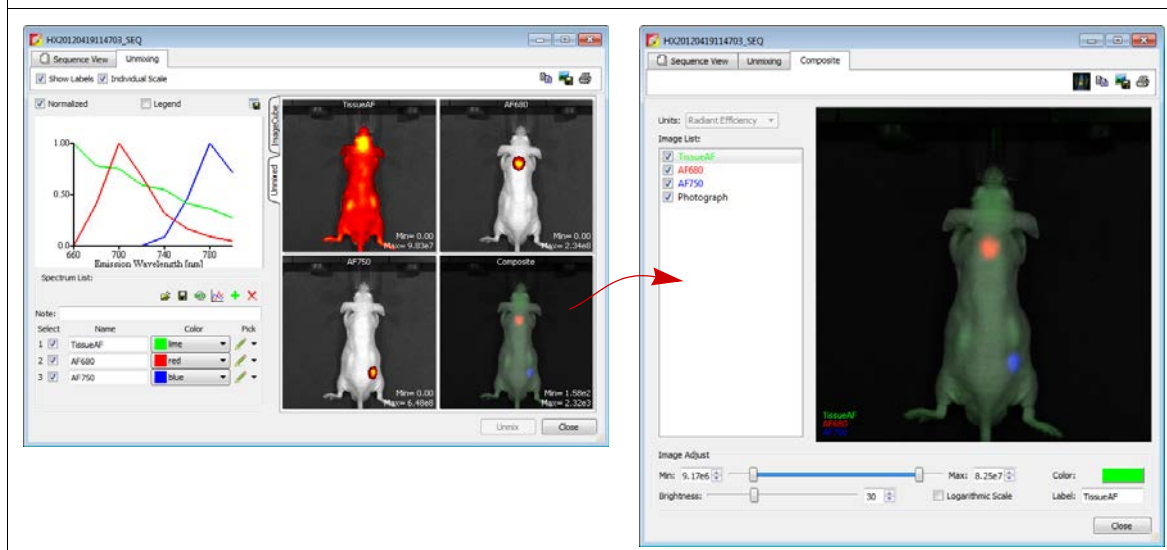 HX20120419114703_SEQ
Sequence View Unmixing
Show Labels Individual Scale
Normalized Legend
1.00
0.50
0.0
660 700 740 780
Emission Wavelength [nm]
Spectrum List:
Note:
Select Name Color Pick
1 TissueAF lime
2 AF680 red
3 AF750 blue
ImageCube
Unmixed
TissueAF
Min= 0.00
Max= 9.83e7
AF680
Min= 0.00
Max= 2.34e8
AF750
Min= 0.00
Max= 6.48e8
Composite
Min= 1.58e2
Max= 2.32e3
Unmix Close
HX20120419114703_SEQ
Sequence View Unmixing Composite
Units: Radiant Efficiency
Image List:
TissueAF
AF680
AF750
Photograph
TissueAF
AF680
AF750
Image Adjust
Min: 9.17e6 Max: 8.25e7 Color:
Brightness: 30 Logarithmic Scale Label: TissueAF
Close